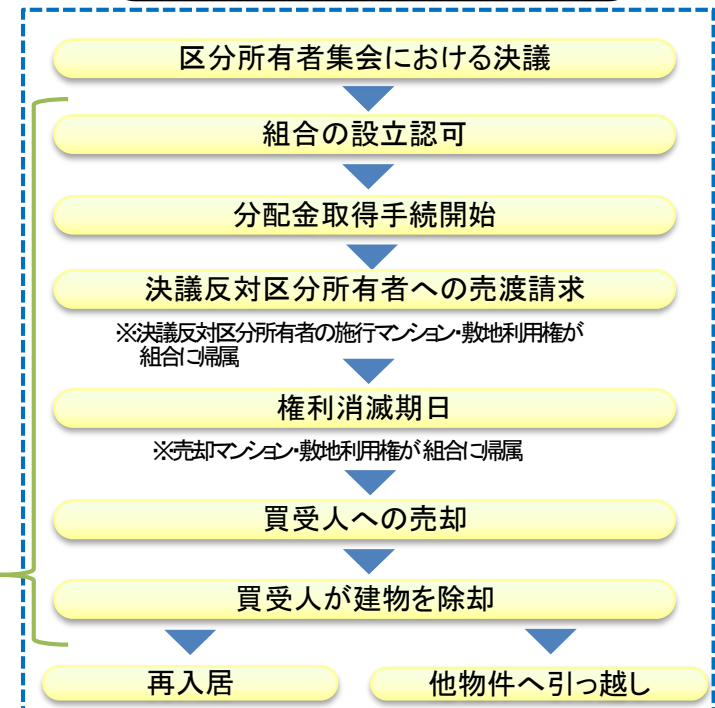 区分所有者集会における決議
組合の設立認可
分配金取得手続開始
決議反対区分所有者への売渡請求
※決議反対区分所有者の施行マンション・敷地利用権が
組合に帰属
権利消滅期日
※売却マンション・敷地利用権が組合に帰属
買受人への売却
買受人が建物を除却
再入居
他物件へ引っ越し